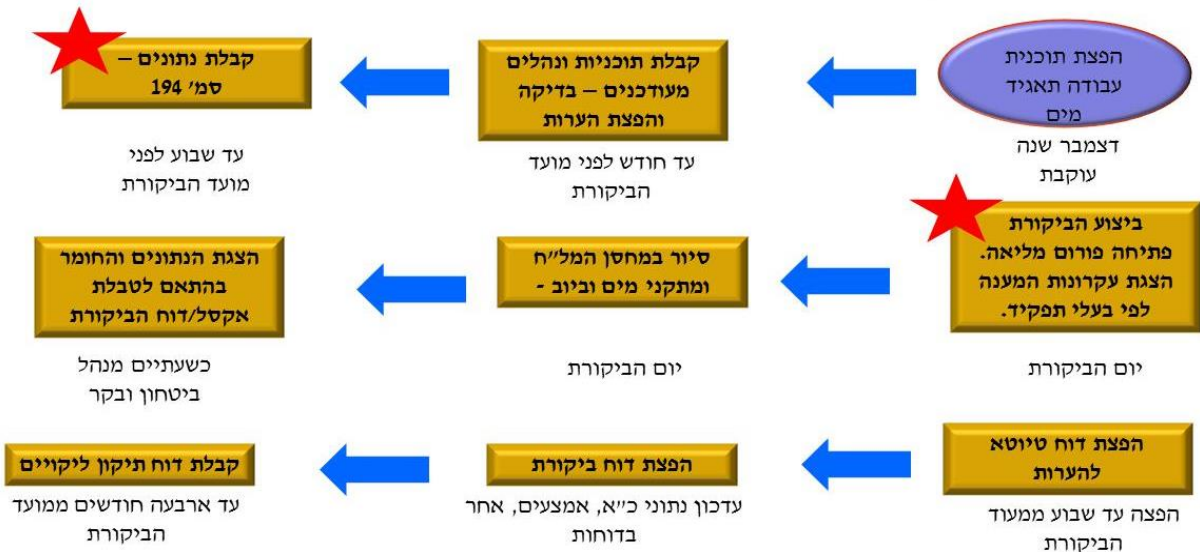 הפצת תוכנית
עבודה תאגיד
מים
דצמבר שנה
עוקבת
קבלת תוכניות ונהלים
מעודכנים – בדיקה
והפצת הערות
עד חודש לפני מועד
הביקורת
קבלת נתונים –
סמ' 194
עד שבוע לפני
מועד הביקורת
ביצוע הביקורת
פתיחה פורום מליאה.
הצגת עקרונות המענה
לפי בעלי תפקיד.
יום הביקורת
סיור במחסן המל״ח
ומתקני מים וביוב -
יום הביקורת
הצגת הנתונים והחומר
בהתאם לטבלת
אקסל/דוח הביקורת
כשעתיים מנהל
ביטחון ובקר
הפצת דוח טיוטא
להערות
הפצה עד שבוע ממעוד
הביקורת
הפצת דוח ביקורת
עדכון נתוני כ״א, אמצעים, אחר
בדוחות
קבלת דוח תיקון ליקויים
עד ארבעה חודשים ממועד
הביקורת